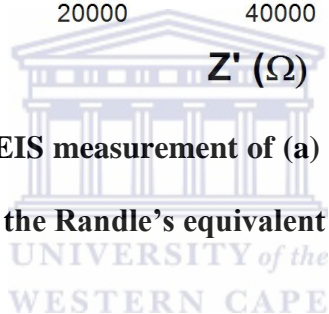 20000 40000
Z' (Ω)
EIS measurement of (a)
the Randle's equivalent
UNIVERSITY of the
WESTERN CAPE